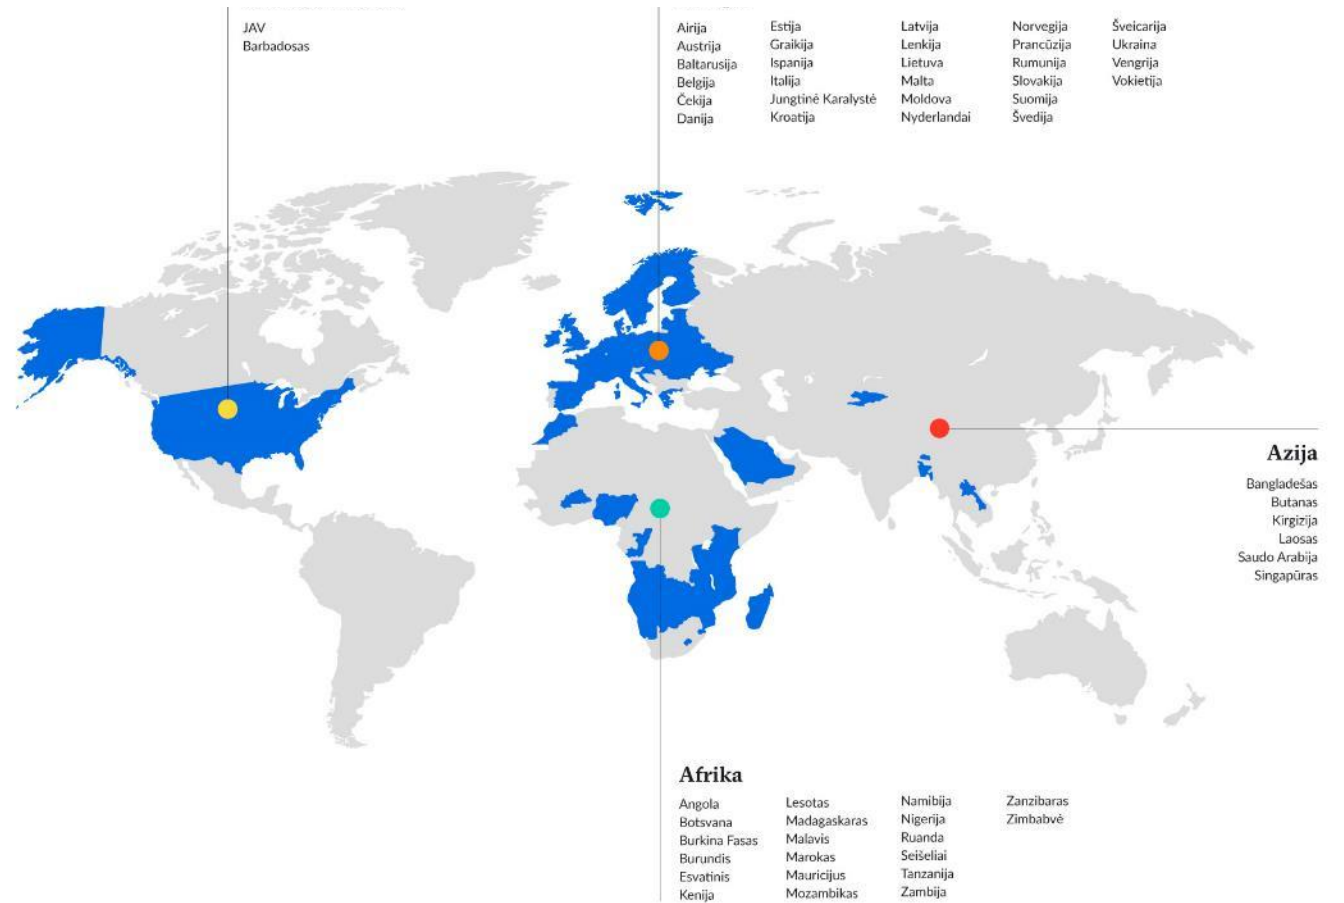 JAV
Barbadosas
Airija
Austrija
Baltarusija
Belgija
Čekija
Danija
Estija
Graikija
Ispanija
Italija
Jungtinė Karalystė
Kroatija
Latvija
Lenkija
Lietuva
Malta
Moldova
Nyderlandai
Norvegija
Prancūzija
Rumunija
Slovakija
Suomija
Švedija
Šveicarija
Ukraina
Vengrija
Vokietija
Azija
Bangladešas
Butanas
Kirgizija
Laosas
Saudo Arabija
Singapūras
Afrika
Angola
Botsvana
Burkina Fasas
Burundis
Esvatinis
Kenija
Lesotas
Madagaskaras
Malavis
Marokas
Mauricijus
Mozambikas
Namibija
Nigerija
Ruanda
Seišeliai
Tanzanija
Zambija
Zanzibaras
Zimbabvė